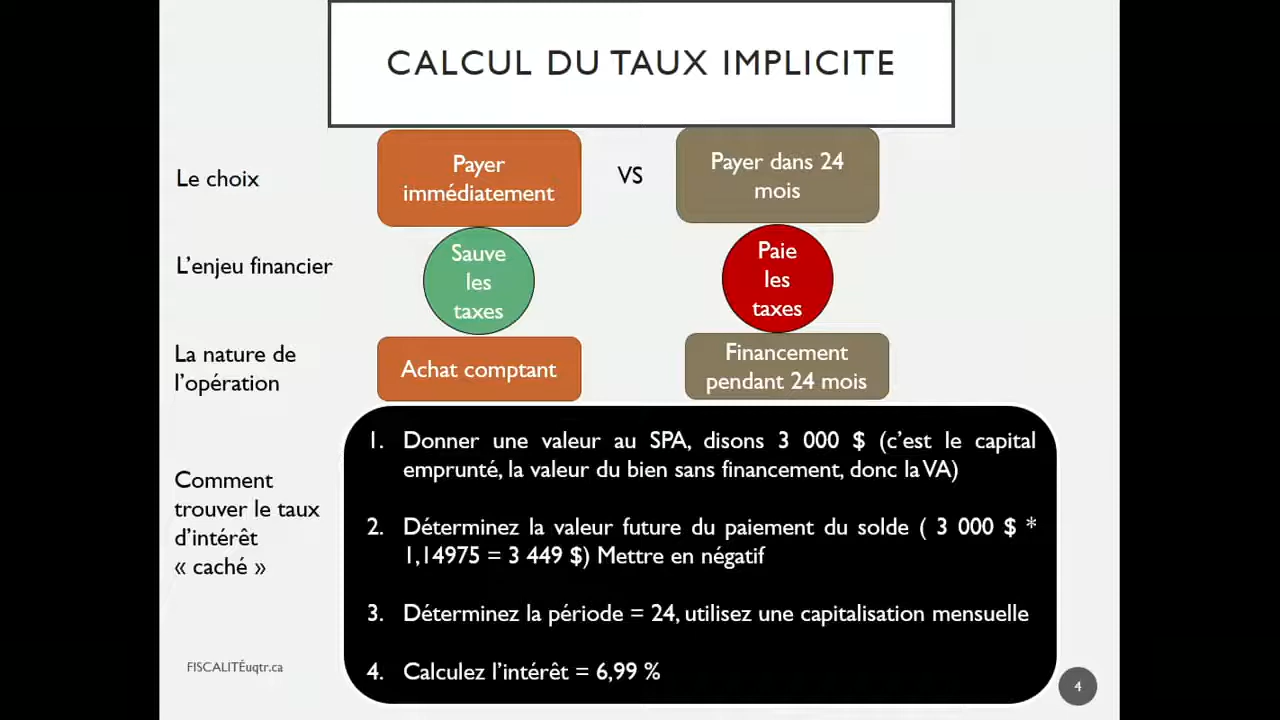 CALCUL DU TAUX IMPLICITE
Le choix
Payer
immédiatement
VS
Payer dans 24
mois
L’enjeu financier
Sauve
les
taxes
Paie
les
taxes
La nature de
l’opération
Achat comptant
Financement
pendant 24 mois
Comment
trouver le taux
d’intérêt
« caché »
1. Donner une valeur au SPA, disons 3 000 $ (c’est le capital
emprunté, la valeur du bien sans financement, donc la VA)
2. Déterminez la valeur future du paiement du solde ( 3 000 $ *
1,14975 = 3 449 $) Mettre en négatif
3. Déterminez la période = 24, utilisez une capitalisation mensuelle
4. Calculez l’intérêt = 6,99 %
FISCALITÉuqtr.ca
4